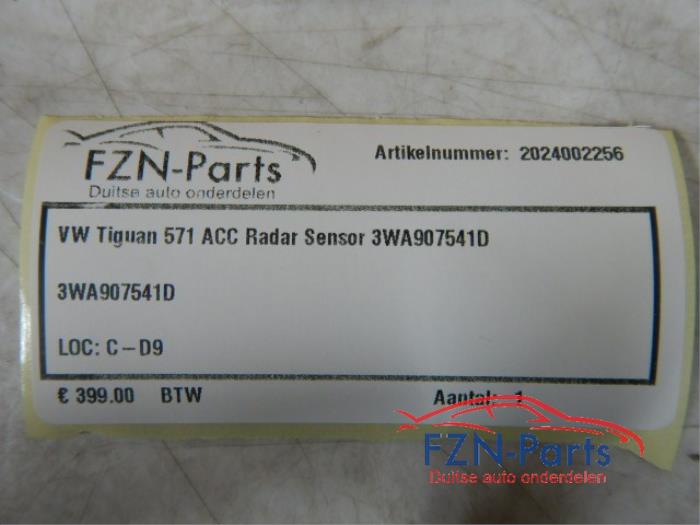 FZN-Parts
Duitse auto onderdelen
Artikelnummer: 2024002256
VW Tiguan 571 ACC Radar Sensor 3WA907541D
3WA907541D
LOC: C-D9
€ 399.00 BTW
Aantal: 1
FZN-Parts
Duitse auto onderdelen